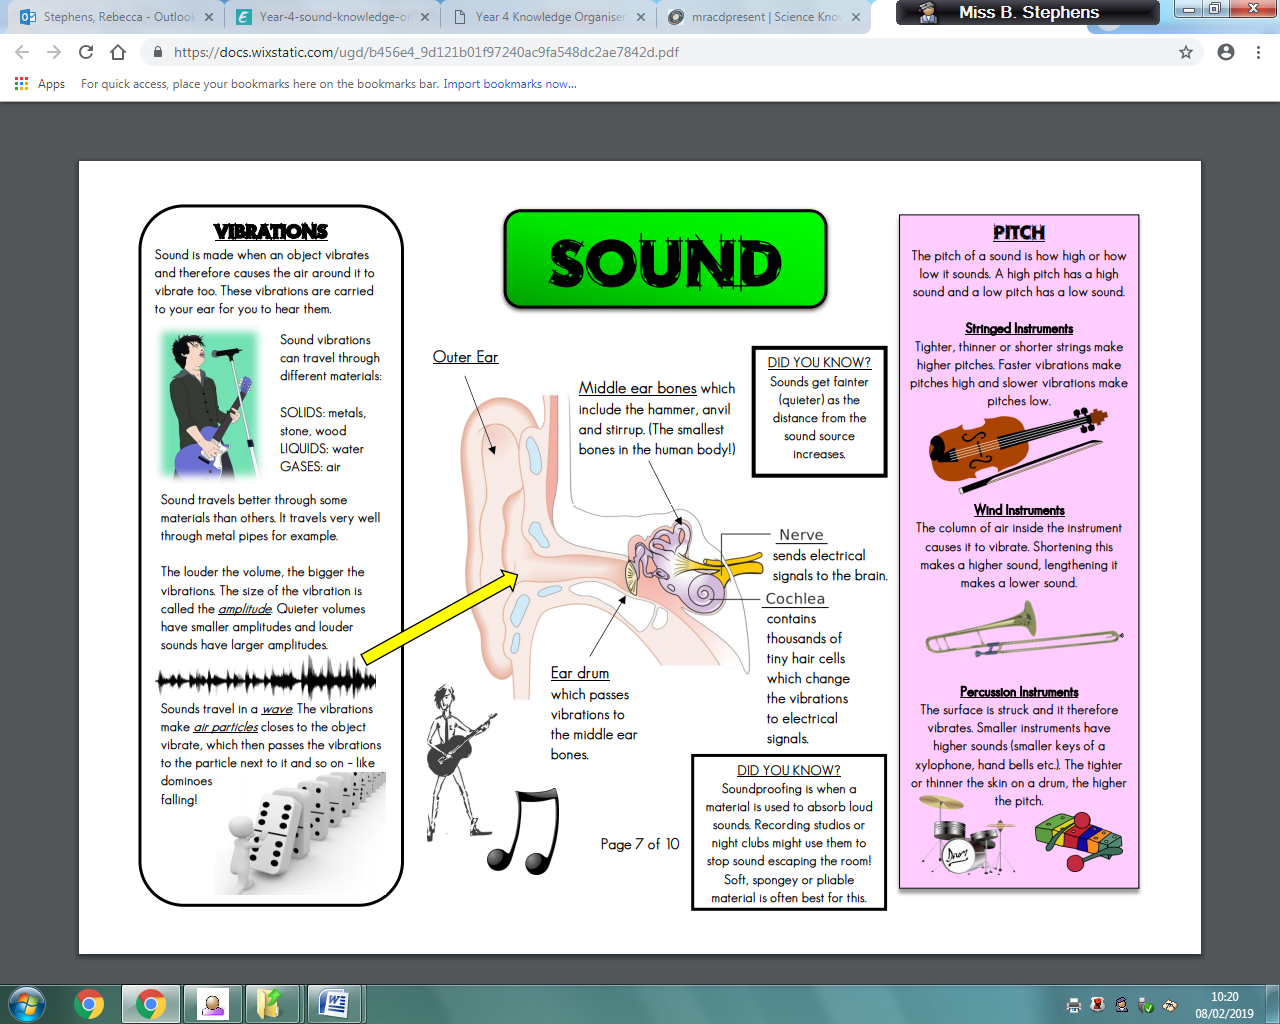 Stephens, Rebecca - Outlook
Year-4-sound-knowledge-or
Year 4 Knowledge Organiser
mracdpresent | Science Know
Miss B. Stephens
https://docs.wixstatic.com/ugd/b456e4_9d121b01f97240ac9fa548dc2ae7842d.pdf
Apps
For quick access, place your bookmarks here on the bookmarks bar. Import bookmarks now...
VIBRATIONS
Sound is made when an object vibrates
and therefore causes the air around it to
vibrate too. These vibrations are carried
to your ear for you to hear them.
Sound vibrations
can travel through
different materials:
SOLIDS: metals,
stone, wood
LIQUIDS: water
GASES: air
Sound travels better through some
materials than others. It travels very well
through metal pipes for example.
The louder the volume, the bigger the
vibrations. The size of the vibration is
called the amplitude. Quieter volumes
have smaller amplitudes and louder
sounds have larger amplitudes.
Sounds travel in a wave. The vibrations
make air particles closes to the object
vibrate, which then passes the vibrations
to the particle next to it and so on – like
dominoes
falling!
SOUND
Outer Ear
Middle ear bones which
include the hammer, anvil
and stirrup. (The smallest
bones in the human body!)
DID YOU KNOW?
Sounds get fainter
(quieter) as the
distance from the
sound source
increases.
Nerve
sends electrical
signals to the brain.
Cochlea
contains
thousands of
tiny hair cells
which change
the vibrations
to electrical
signals.
Ear drum
which passes
vibrations to
the middle ear
bones.
Page 7 of 10
DID YOU KNOW?
Soundproofing is when a
material is used to absorb loud
sounds. Recording studios or
night clubs might use them to
stop sound escaping the room!
Soft, spongey or pliable
material is often best for this.
PITCH
The pitch of a sound is how high or how
low it sounds. A high pitch has a high
sound and a low pitch has a low sound.
Stringed Instruments
Tighter, thinner or shorter strings make
higher pitches. Faster vibrations make
pitches high and slower vibrations make
pitches low.
Wind Instruments
The column of air inside the instrument
causes it to vibrate. Shortening this
makes a higher sound, lengthening it
makes a lower sound.
Percussion Instruments
The surface is struck and it therefore
vibrates. Smaller instruments have
higher sounds (smaller keys of a
xylophone, hand bells etc.). The tighter
or thinner the skin on a drum, the higher
the pitch.
Drum
10:20
08/02/2019